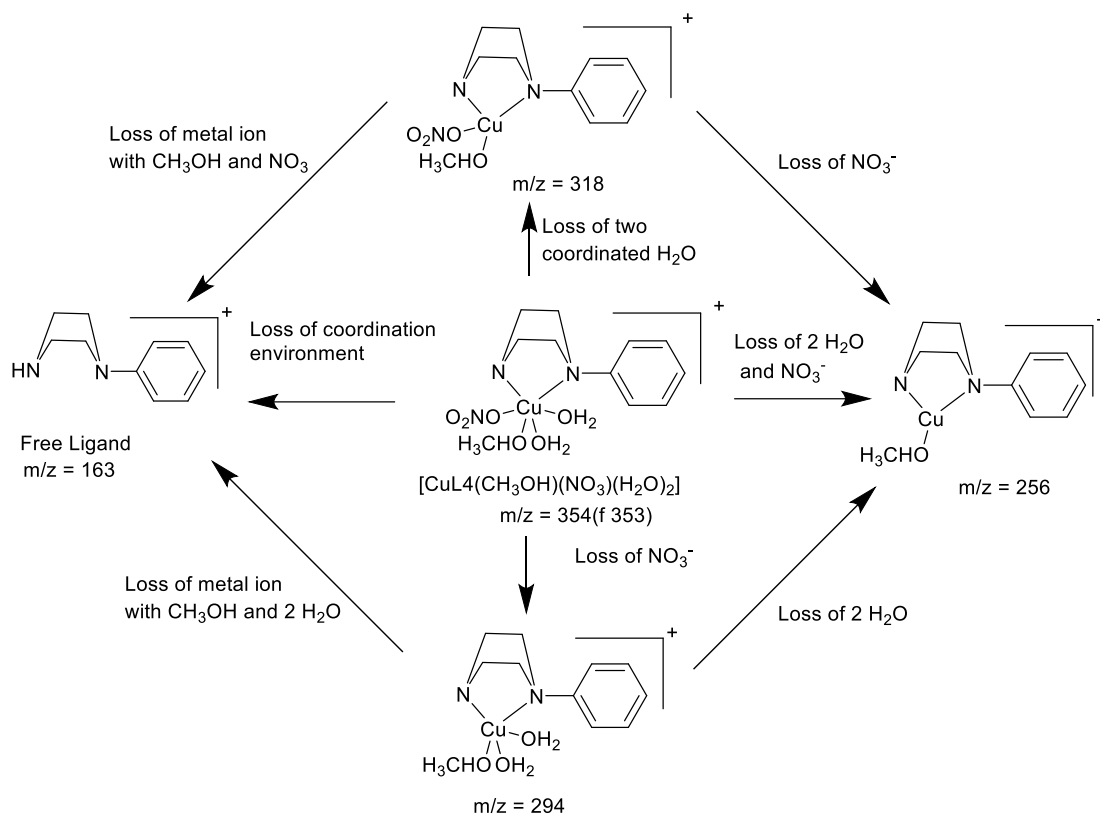 +
N
N
Cu
O₂NO
H₃CHO
m/z = 318
Loss of metal ion
with CH₃OH and NO₃
Loss of NO₃⁻
Loss of two
coordinated H₂O
+
HN
N
Free Ligand
m/z = 163
Loss of coordination
environment
+
N
N
O₂NO
Cu
OH₂
H₃CHO
OH₂
[CuL4(CH₃OH)(NO₃)(H₂O)₂]
m/z = 354(f 353)
Loss of 2 H₂O
and NO₃⁻
N
N
Cu
H₃CHO
m/z = 256
Loss of NO₃⁻
Loss of metal ion
with CH₃OH and 2 H₂O
Loss of 2 H₂O
+
N
N
Cu
OH₂
H₃CHO
OH₂
m/z = 294